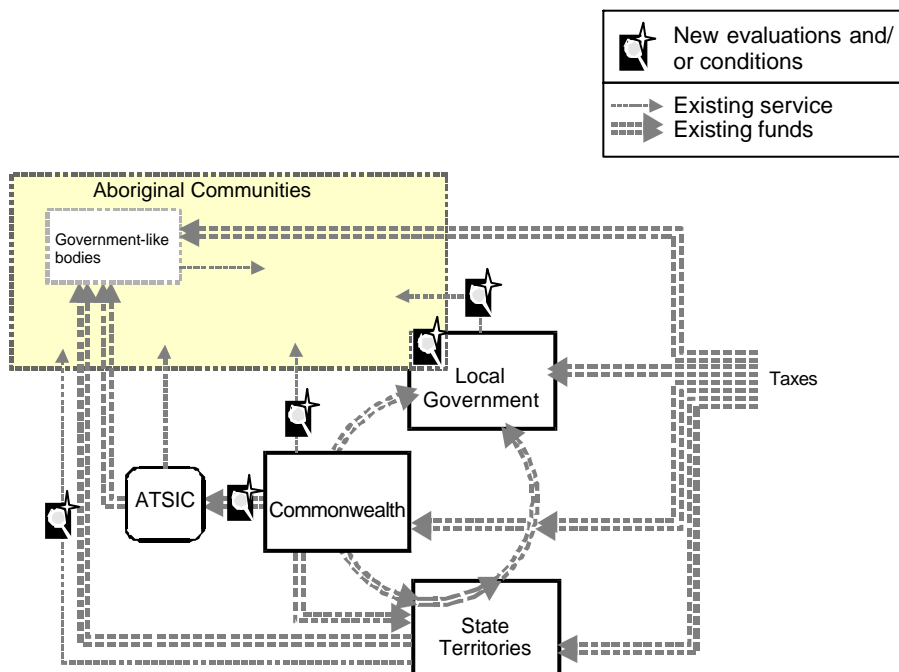 New evaluations and/
or conditions
Existing service
Existing funds
Aboriginal Communities
Government-like
bodies
Local
Government
Taxes
ATSIC
Commonwealth
State
Territories